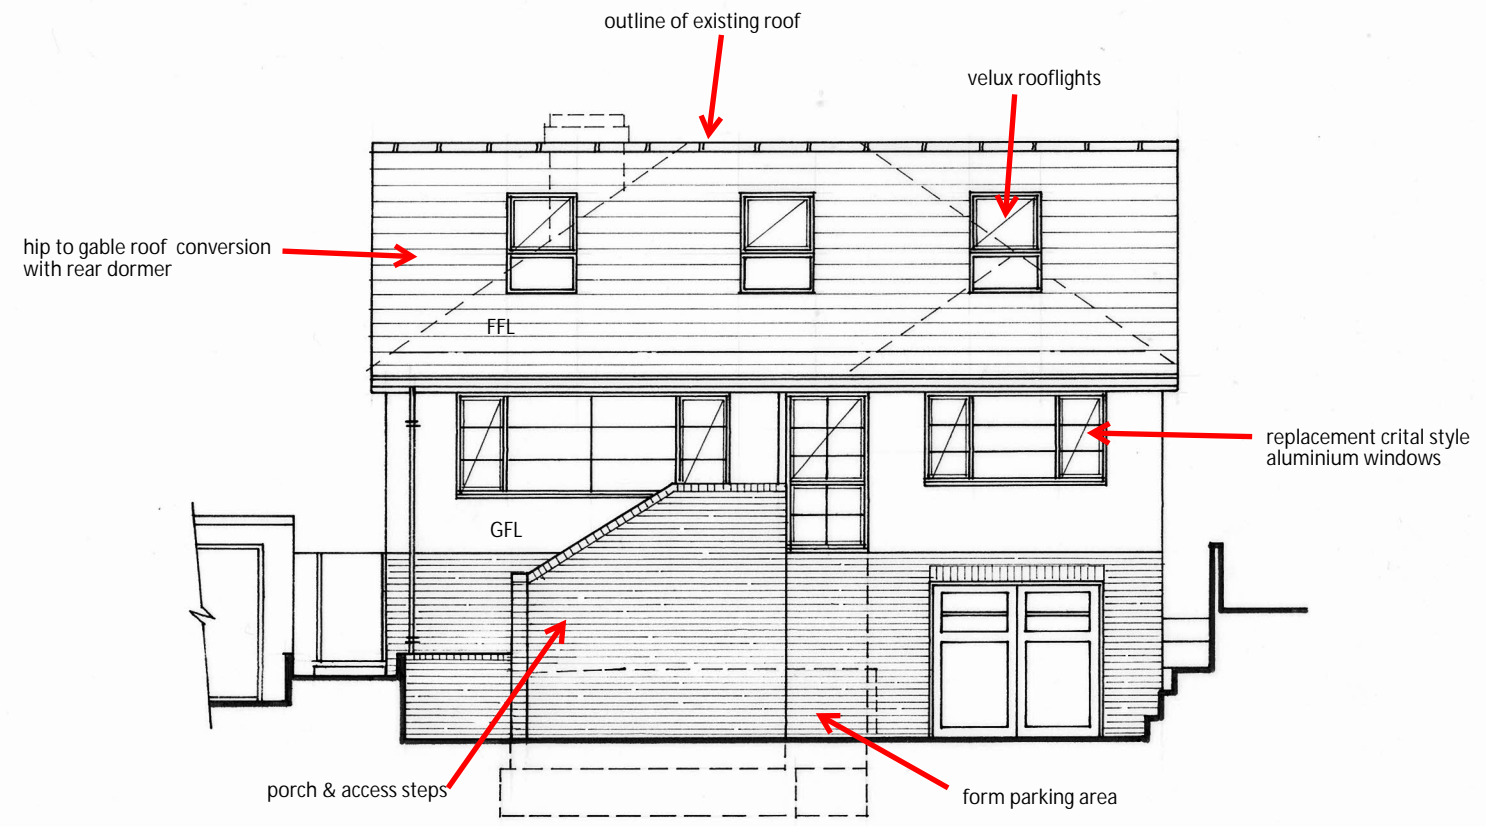 outline of existing roof
velux rooflights
hip to gable roof conversion
with rear dormer
FFL
replacement crital style
aluminium windows
GFL
porch & access steps
form parking area